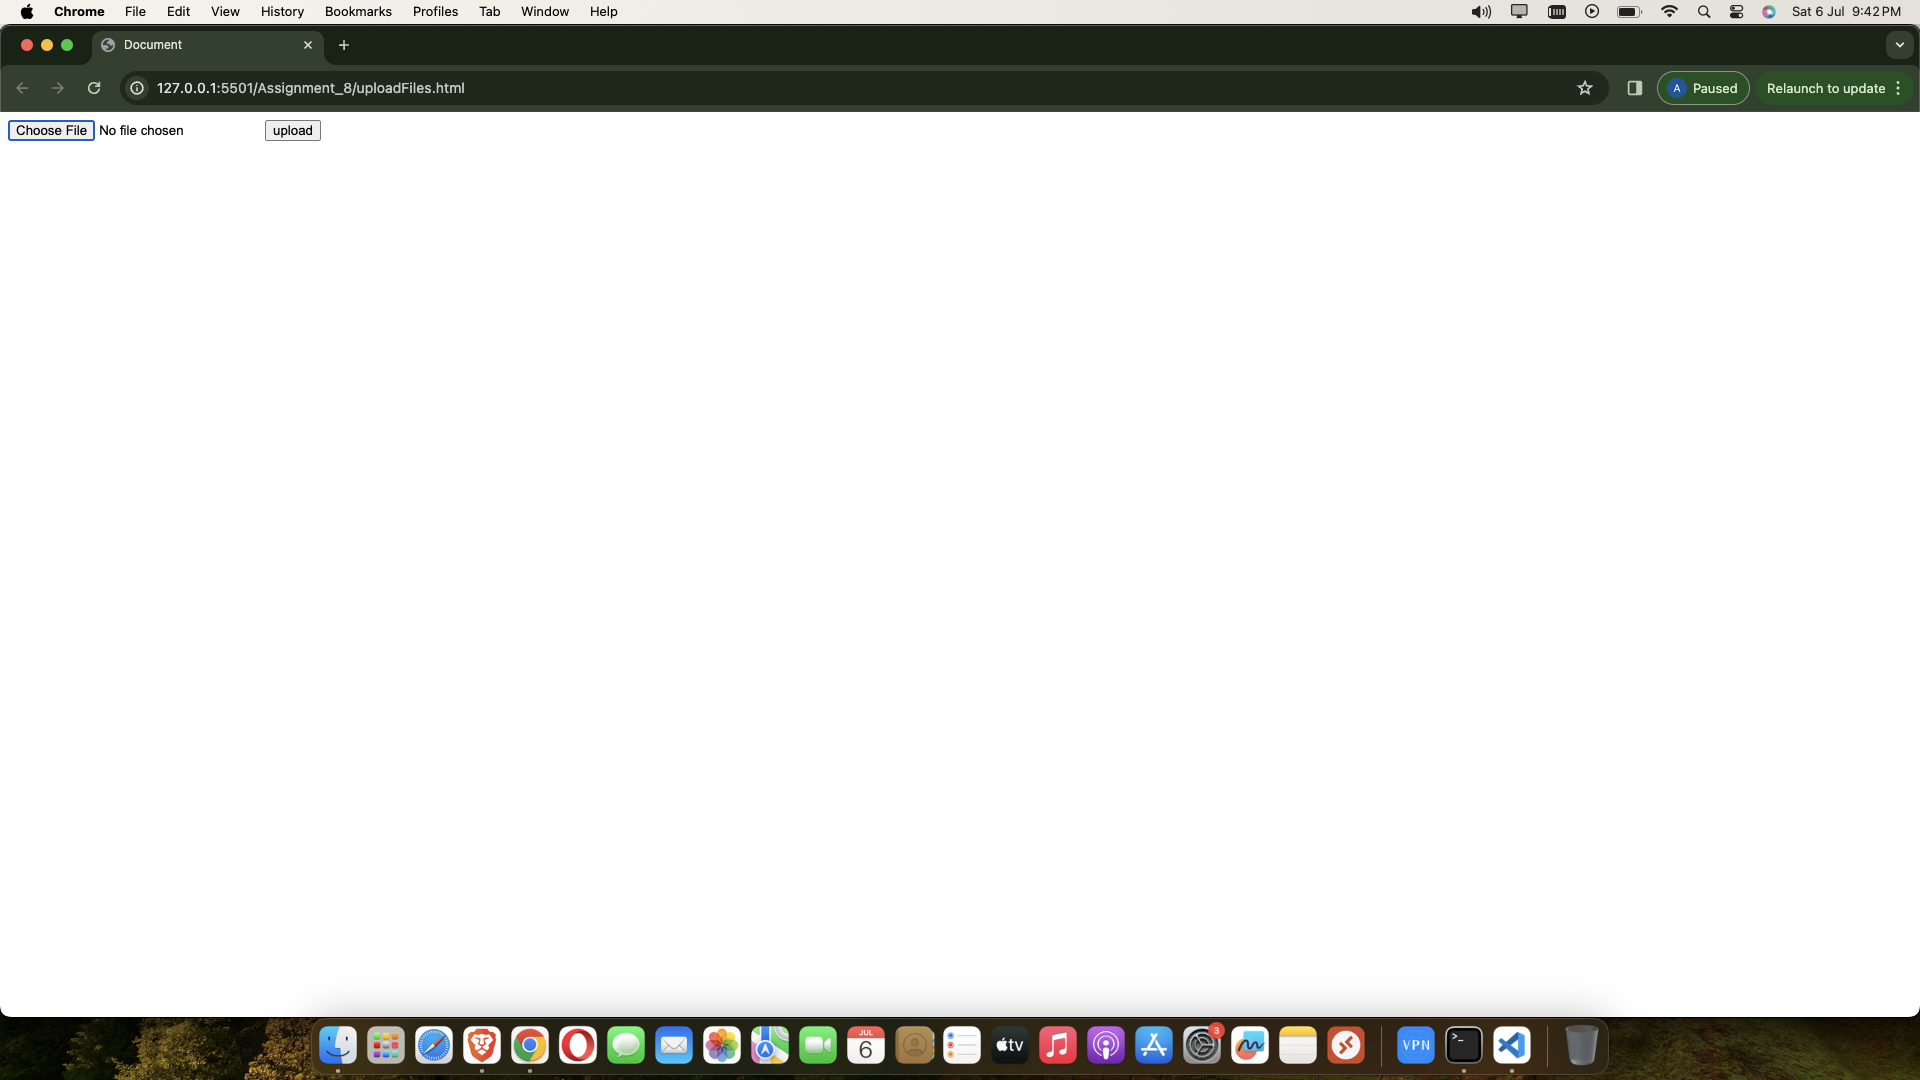 Chrome File Edit View History Bookmarks Profiles Tab Window Help Sat 6 Jul 9:42 PM
Document
127.0.0.1:5501/Assignment_8/uploadFiles.html A Paused Relaunch to update
Choose File No file chosen upload
JUL
6
tv
3
VPN
>_